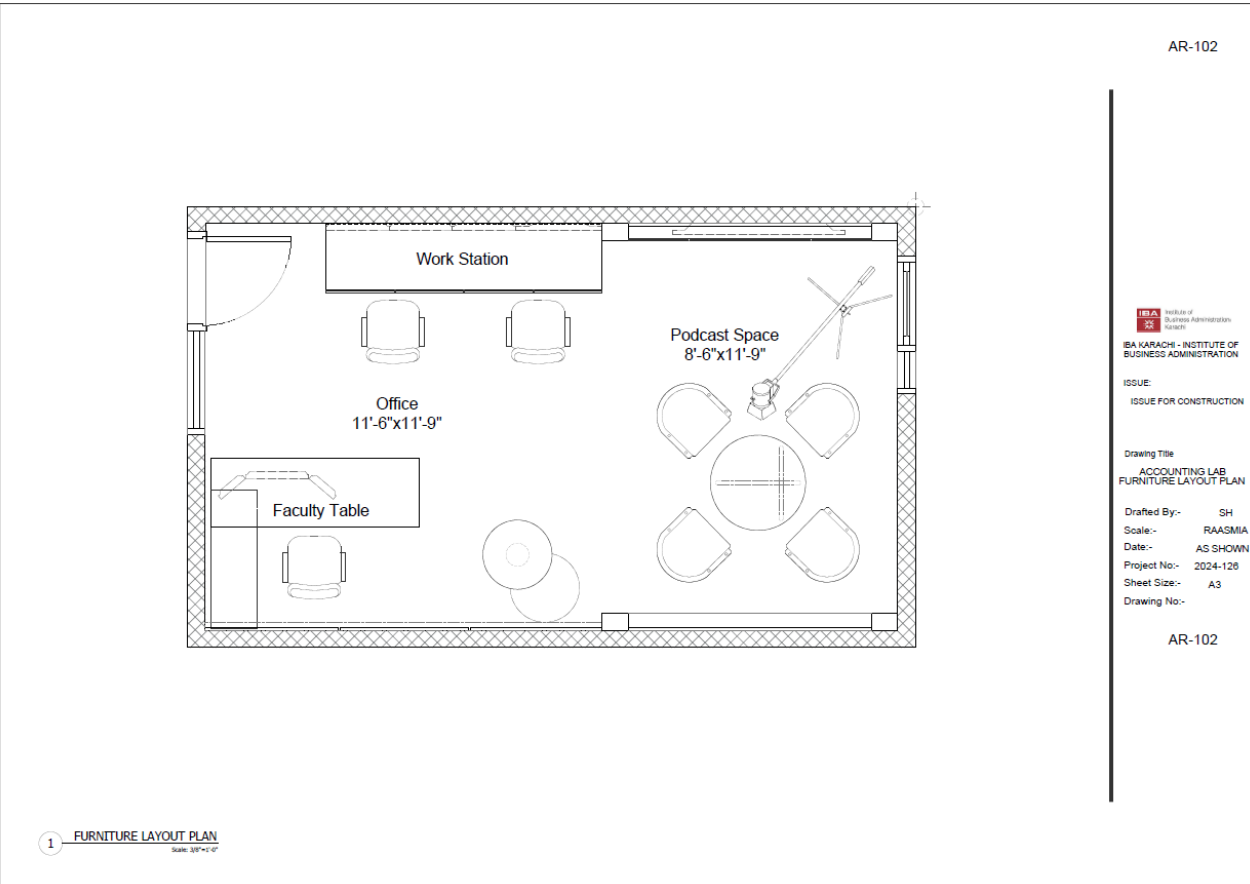 AR-102
Work Station
Podcast Space
8'-6"x11'-9"
Office
11'-6"x11'-9"
Faculty Table
IBA
Institute of
Business Administration
Karachi
IBA KARACHI - INSTITUTE OF
BUSINESS ADMINISTRATION
ISSUE:
ISSUE FOR CONSTRUCTION
Drawing Title
ACCOUNTING LAB
FURNITURE LAYOUT PLAN
Drafted By:- SH
Scale:- RAASMIA
Date:- AS SHOWN
Project No:- 2024-126
Sheet Size:- A3
Drawing No:-
AR-102
1 FURNITURE LAYOUT PLAN
Scale: 3/8"=1'-0"